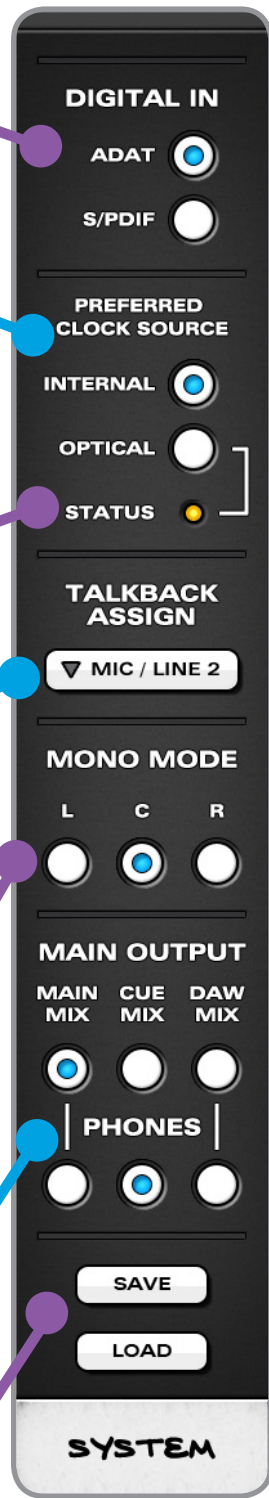 DIGITAL IN
ADAT
S/PDIF
PREFERRED
CLOCK SOURCE
INTERNAL
OPTICAL
STATUS
TALKBACK
ASSIGN
MIC / LINE 2
MONO MODE
L C R
MAIN OUTPUT
MAIN CUE DAW
MIX MIX MIX
PHONES
SAVE
LOAD
SYSTEM